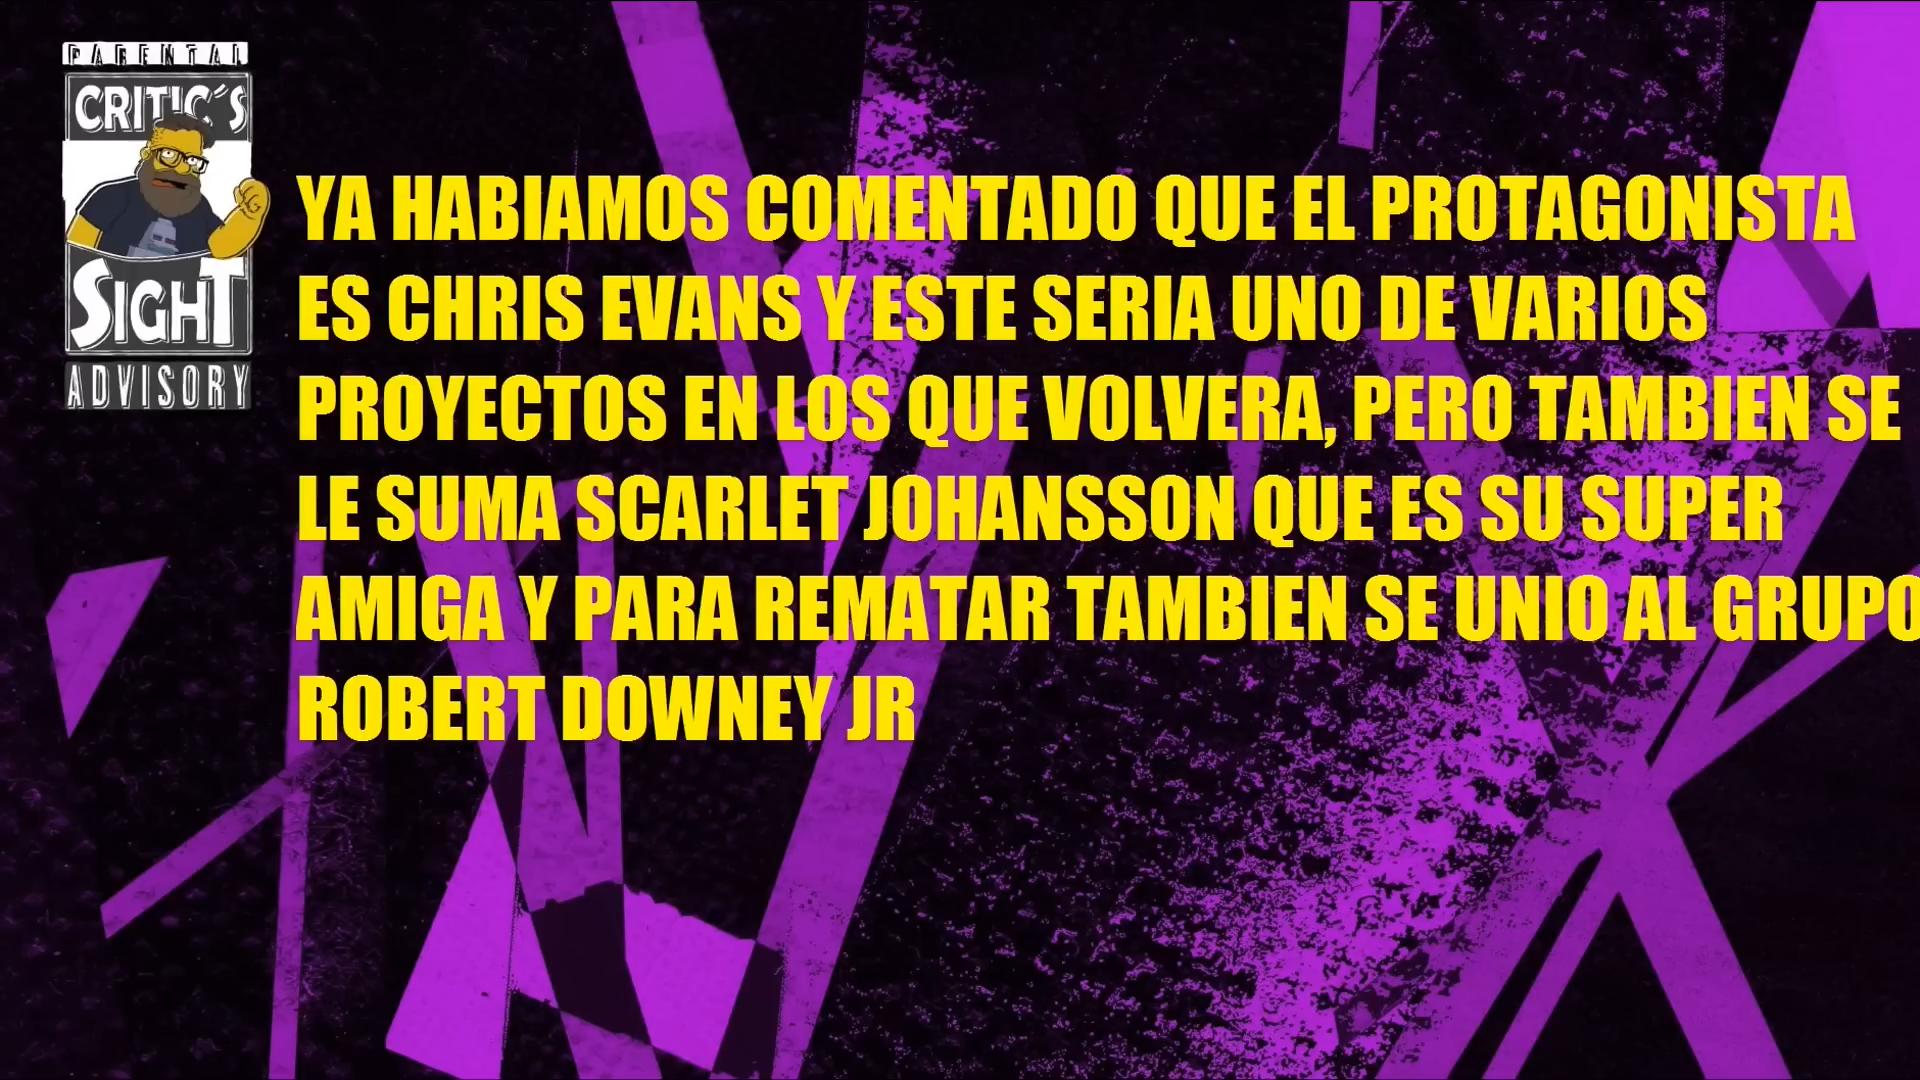 PARENTAL
CRITIC´S
SIGHT
ADVISORY
YA HABIAMOS COMENTADO QUE EL PROTAGONISTA
ES CHRIS EVANS Y ESTE SERIA UNO DE VARIOS
PROYECTOS EN LOS QUE VOLVERA, PERO TAMBIEN SE
LE SUMA SCARLET JOHANSSON QUE ES SU SUPER
AMIGA Y PARA REMATAR TAMBIEN SE UNIO AL GRUPO
ROBERT DOWNEY JR